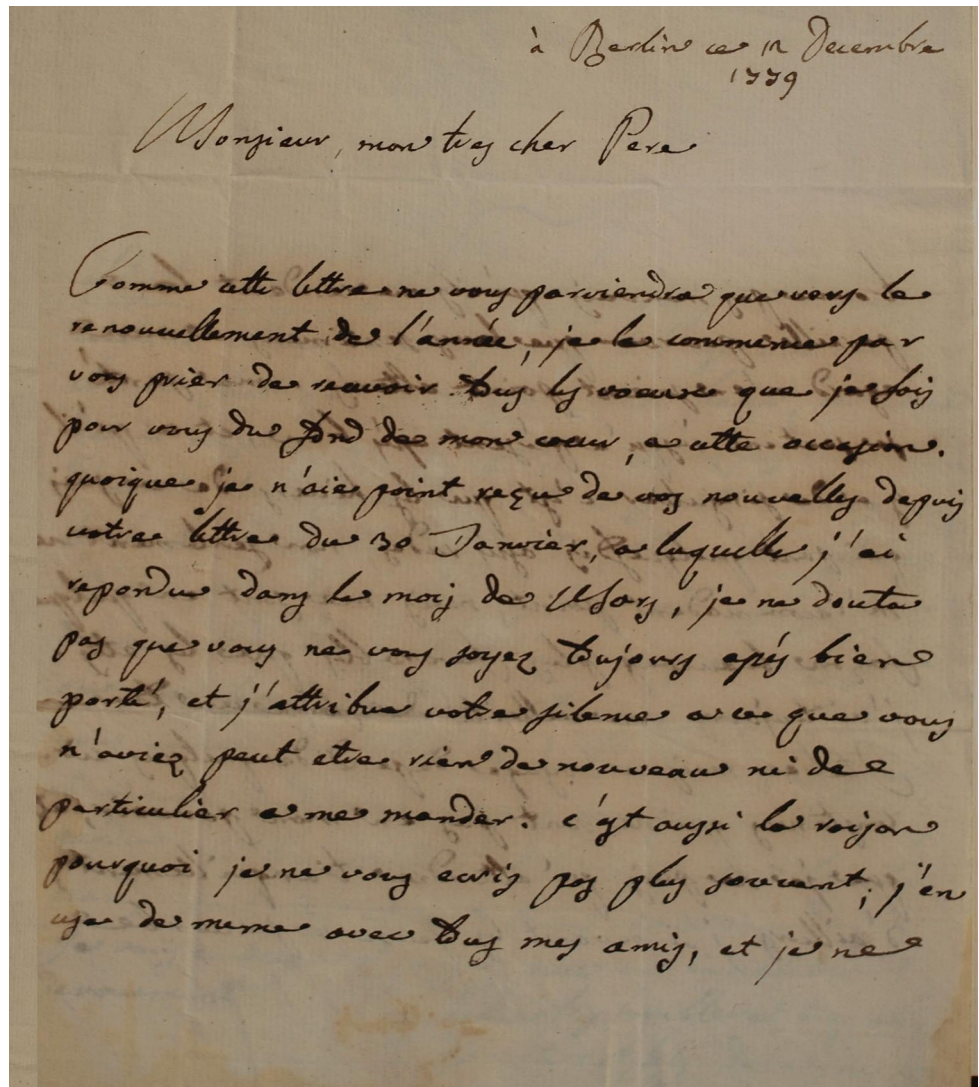 à Berlin ce 12 Decembre
1779
Monsieur, mon tres cher Pere
Comme cette lettre ne vous parviendra que vers le
renouvellement de l'année, je la commence par
vous prier de recevoir tous les voeux que je fais
pour vous du fond de mon coeur, a cette occasion.
quoique je n'aie point reçu de vos nouvelles depuis
votre lettre du 30 Janvier, a laquelle j'ai
repondu dans le mois de Mars, je ne doute
pas que vous ne vous soyez toujours bien
porté, et j'attribue votre silence a ce que vous
n'aviez peut etre rien de nouveau ni de
particulier a me mander. c'est aussi la raison
pourquoi je ne vous ecris pas plus souvent; j'en
use de meme avec tous mes amis, et je ne